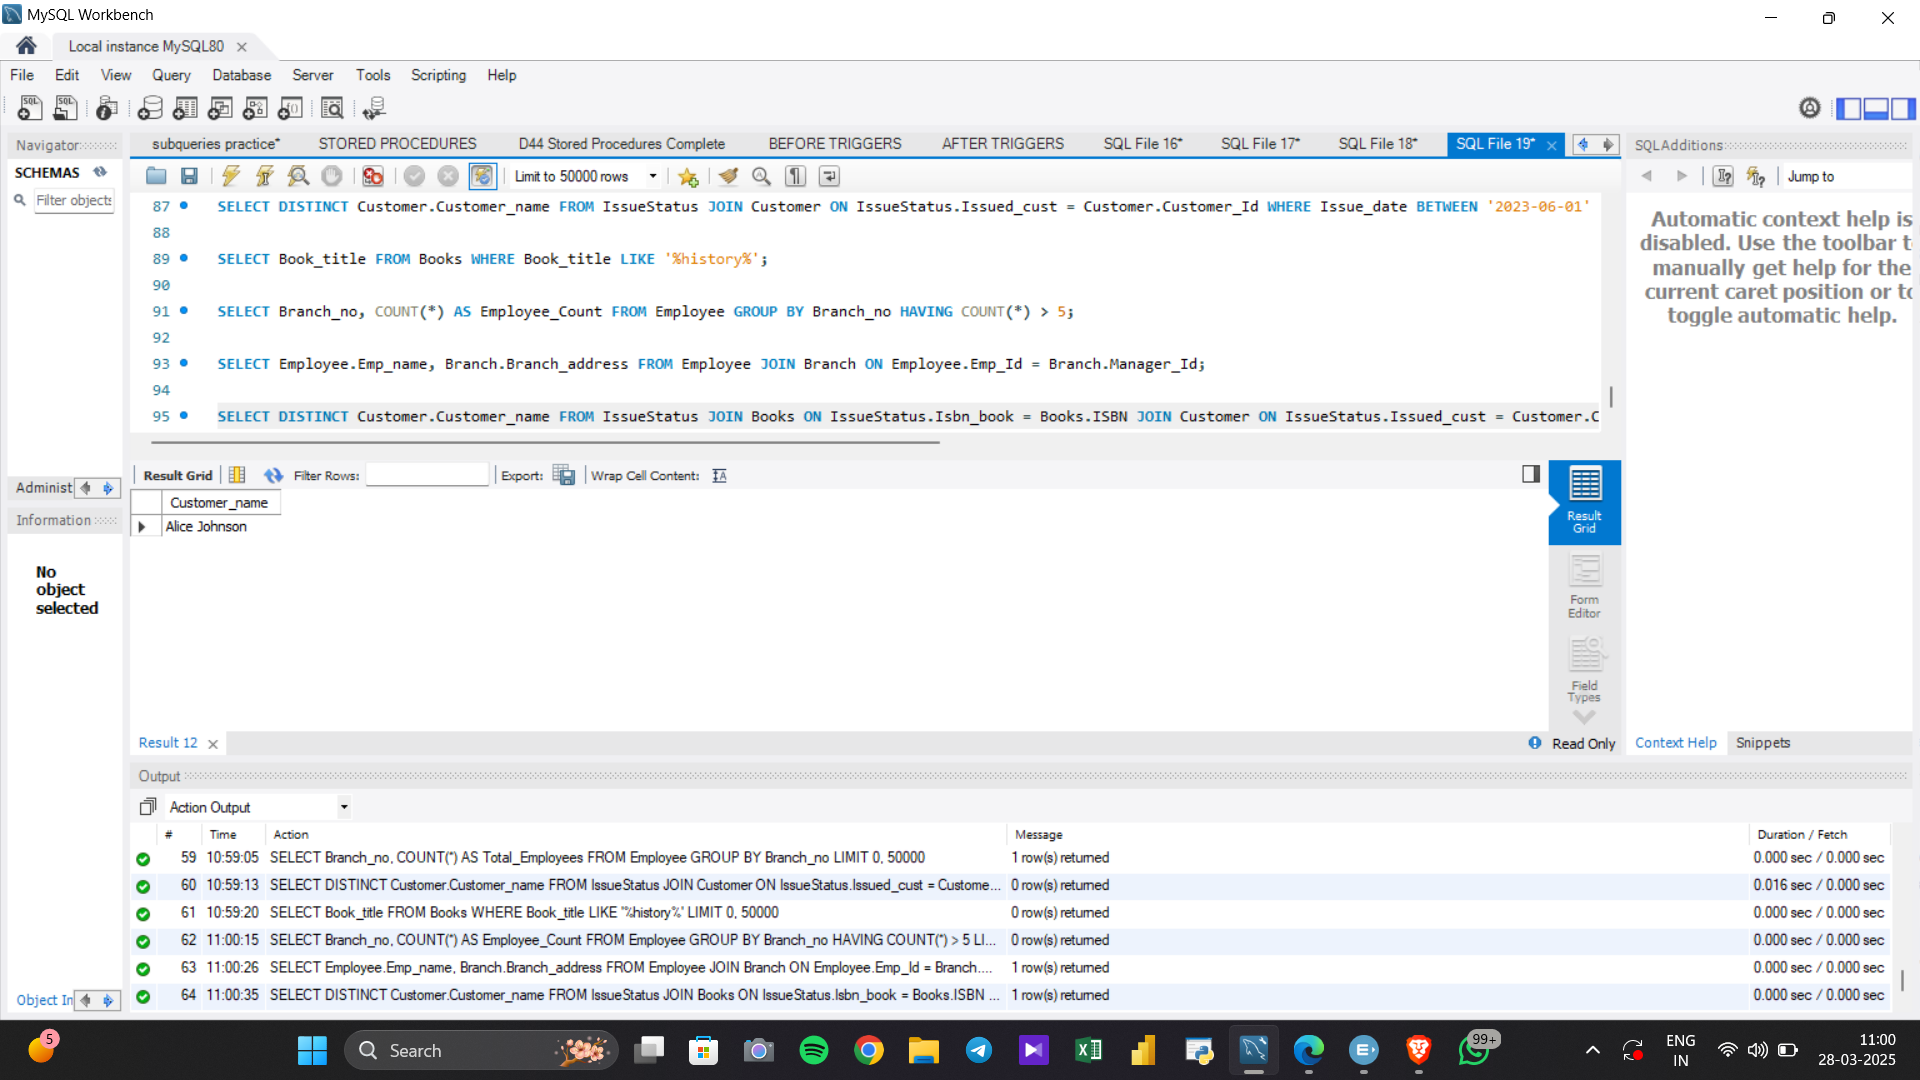 MySQL Workbench
Local instance MySQL80
File Edit View Query Database Server Tools Scripting Help
Navigator
SCHEMAS
Filter objects
Administ
Information
No
object
selected
Object In
subqueries practice* STORED PROCEDURES D44 Stored Procedures Complete BEFORE TRIGGERS AFTER TRIGGERS SQL File 16* SQL File 17* SQL File 18* SQL File 19*
Limit to 50000 rows
87 SELECT DISTINCT Customer.Customer_name FROM IssueStatus JOIN Customer ON IssueStatus.Issued_cust = Customer.Customer_Id WHERE Issue_date BETWEEN '2023-06-01'
88
89 SELECT Book_title FROM Books WHERE Book_title LIKE '%history%';
90
91 SELECT Branch_no, COUNT(*) AS Employee_Count FROM Employee GROUP BY Branch_no HAVING COUNT(*) > 5;
92
93 SELECT Employee.Emp_name, Branch.Branch_address FROM Employee JOIN Branch ON Employee.Emp_Id = Branch.Manager_Id;
94
95 SELECT DISTINCT Customer.Customer_name FROM IssueStatus JOIN Books ON IssueStatus.Isbn_book = Books.ISBN JOIN Customer ON IssueStatus.Issued_cust = Customer.C
Result Grid Filter Rows: Export: Wrap Cell Content:
Customer_name
Alice Johnson
Result
Grid
Form
Editor
Field
Types
Result 12
Read Only
SQLAdditions
Jump to
Automatic context help is
disabled. Use the toolbar t
manually get help for the
current caret position or to
toggle automatic help.
Context Help Snippets
Output
Action Output
# Time Action Message Duration / Fetch
59 10:59:05 SELECT Branch_no, COUNT(*) AS Total_Employees FROM Employee GROUP BY Branch_no LIMIT 0, 50000 1 row(s) returned 0.000 sec / 0.000 sec
60 10:59:13 SELECT DISTINCT Customer.Customer_name FROM IssueStatus JOIN Customer ON IssueStatus.Issued_cust = Custome... 0 row(s) returned 0.016 sec / 0.000 sec
61 10:59:20 SELECT Book_title FROM Books WHERE Book_title LIKE '%history%' LIMIT 0, 50000 0 row(s) returned 0.000 sec / 0.000 sec
62 11:00:15 SELECT Branch_no, COUNT(*) AS Employee_Count FROM Employee GROUP BY Branch_no HAVING COUNT(*) > 5 LI... 0 row(s) returned 0.000 sec / 0.000 sec
63 11:00:26 SELECT Employee.Emp_name, Branch.Branch_address FROM Employee JOIN Branch ON Employee.Emp_Id = Branch.... 1 row(s) returned 0.000 sec / 0.000 sec
64 11:00:35 SELECT DISTINCT Customer.Customer_name FROM IssueStatus JOIN Books ON IssueStatus.Isbn_book = Books.ISBN ... 1 row(s) returned 0.000 sec / 0.000 sec
5
Search
99+
ENG
IN
11:00
28-03-2025